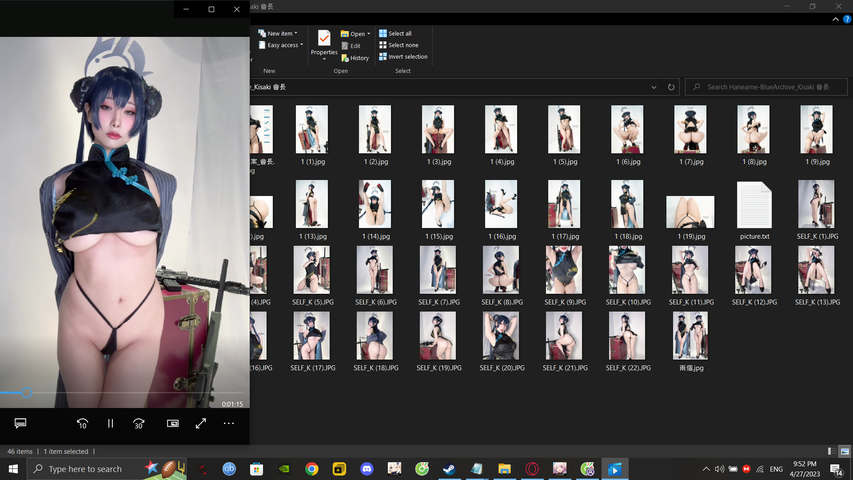 saki 會長
New item
Easy access
Properties
Open
Edit
History
Select all
Select none
Invert selection
New
Open
Select
_Kisaki 會長
Search Haneame-BlueArchive_Kisaki 會長
1 (1).jpg
1 (2).jpg
1 (3).jpg
1 (4).jpg
1 (5).jpg
1 (6).jpg
1 (7).jpg
1 (8).jpg
1 (9).jpg
).jpg
1 (13).jpg
1 (14).jpg
1 (15).jpg
1 (16).jpg
1 (17).jpg
1 (18).jpg
1 (19).jpg
picture.txt
SELF_K (1).JPG
(4).JPG
SELF_K (5).JPG
SELF_K (6).JPG
SELF_K (7).JPG
SELF_K (8).JPG
SELF_K (9).JPG
SELF_K (10).JPG
SELF_K (11).JPG
SELF_K (12).JPG
SELF_K (13).JPG
(16).JPG
SELF_K (17).JPG
SELF_K (18).JPG
SELF_K (19).JPG
SELF_K (20).JPG
SELF_K (21).JPG
SELF_K (22).JPG
兩個.jpg
0:01:15
10
30
46 items
1 item selected
Type here to search
ENG
9:52 PM
4/27/2023
14